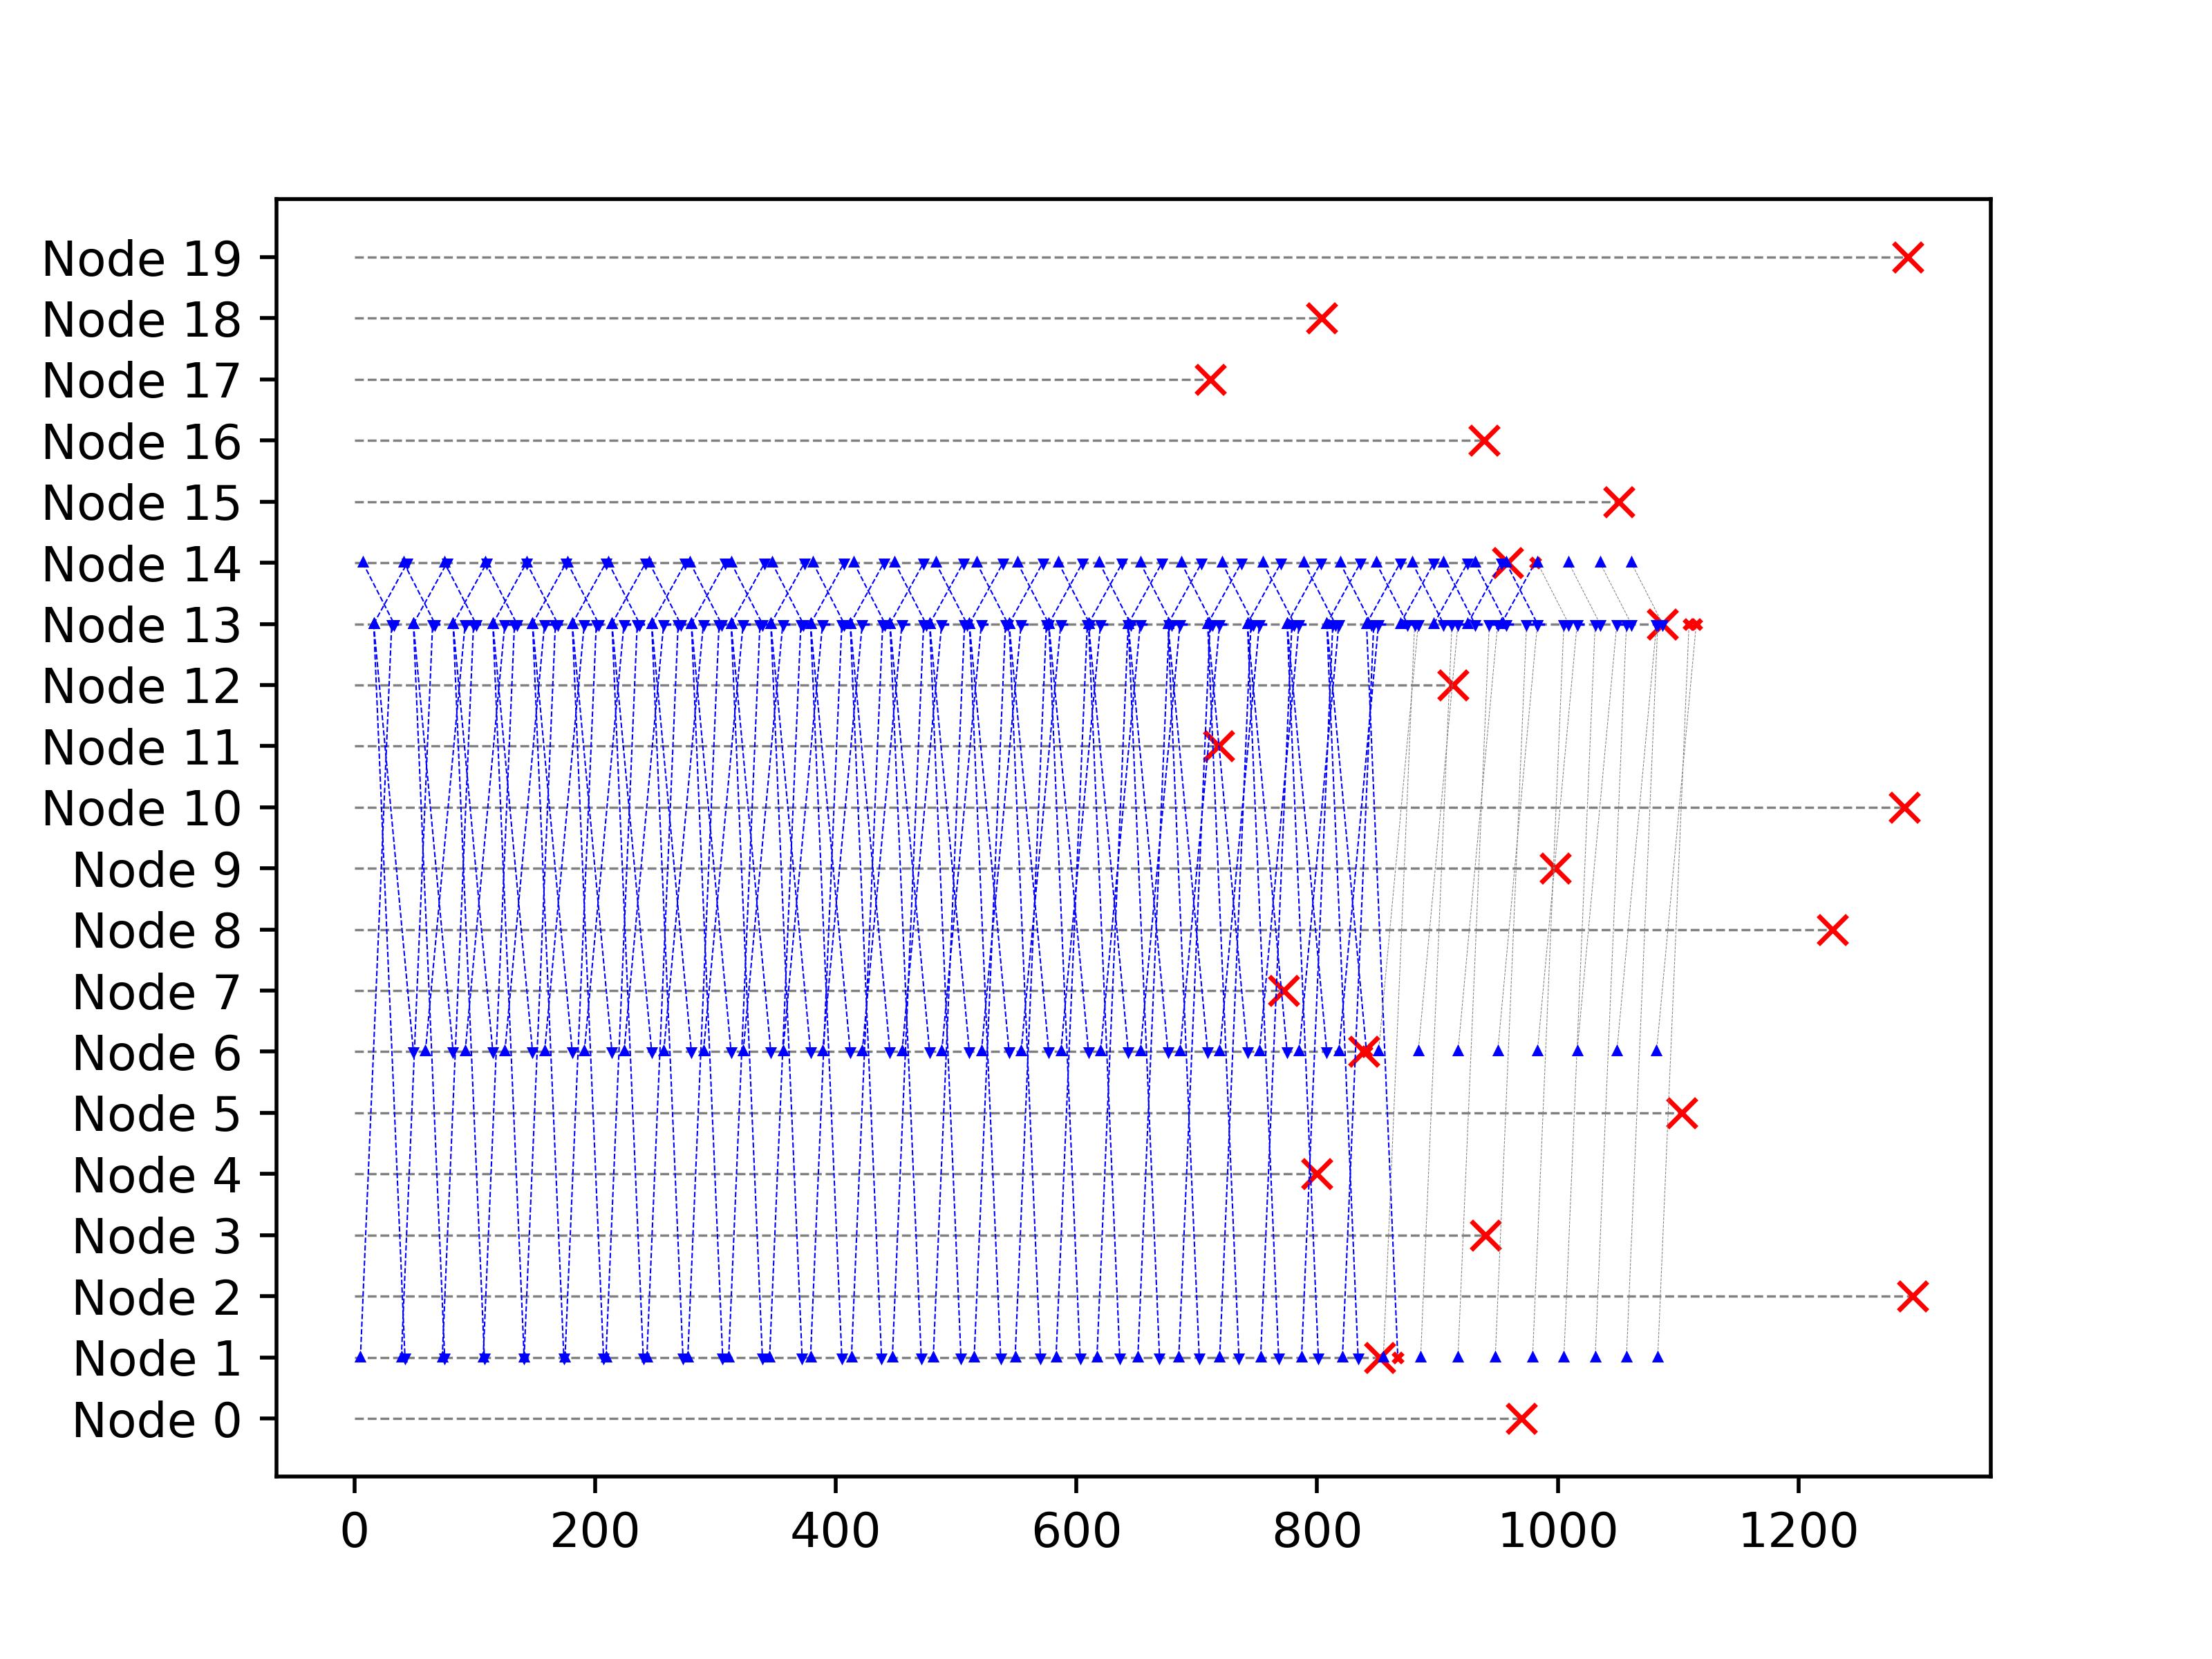 Node 19
Node 18
Node 17
Node 16
Node 15
Node 14
Node 13
Node 12
Node 11
Node 10
Node 9
Node 8
Node 7
Node 6
Node 5
Node 4
Node 3
Node 2
Node 1
Node 0
0 200 400 600 800 1000 1200